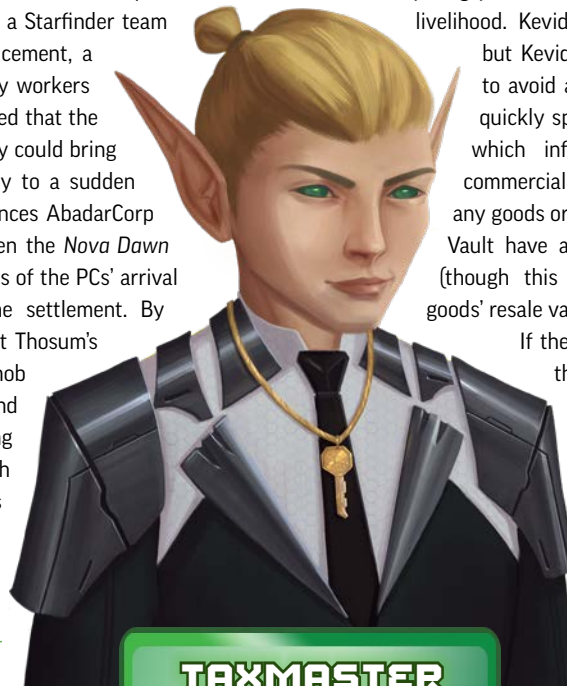 a Starfinder team
cement, a
y workers
ed that the
y could bring
y to a sudden
nces AbadarCorp
en the Nova Dawn
s of the PCs' arrival
ne settlement. By
t Thosum's
nob
nd
ng
h
s
livelihood. Kevid
but Kevid
to avoid a
quickly sp
which inf
commercial
any goods or
Vault have a
(though this
goods' resale va
If the
th
TAXMASTER